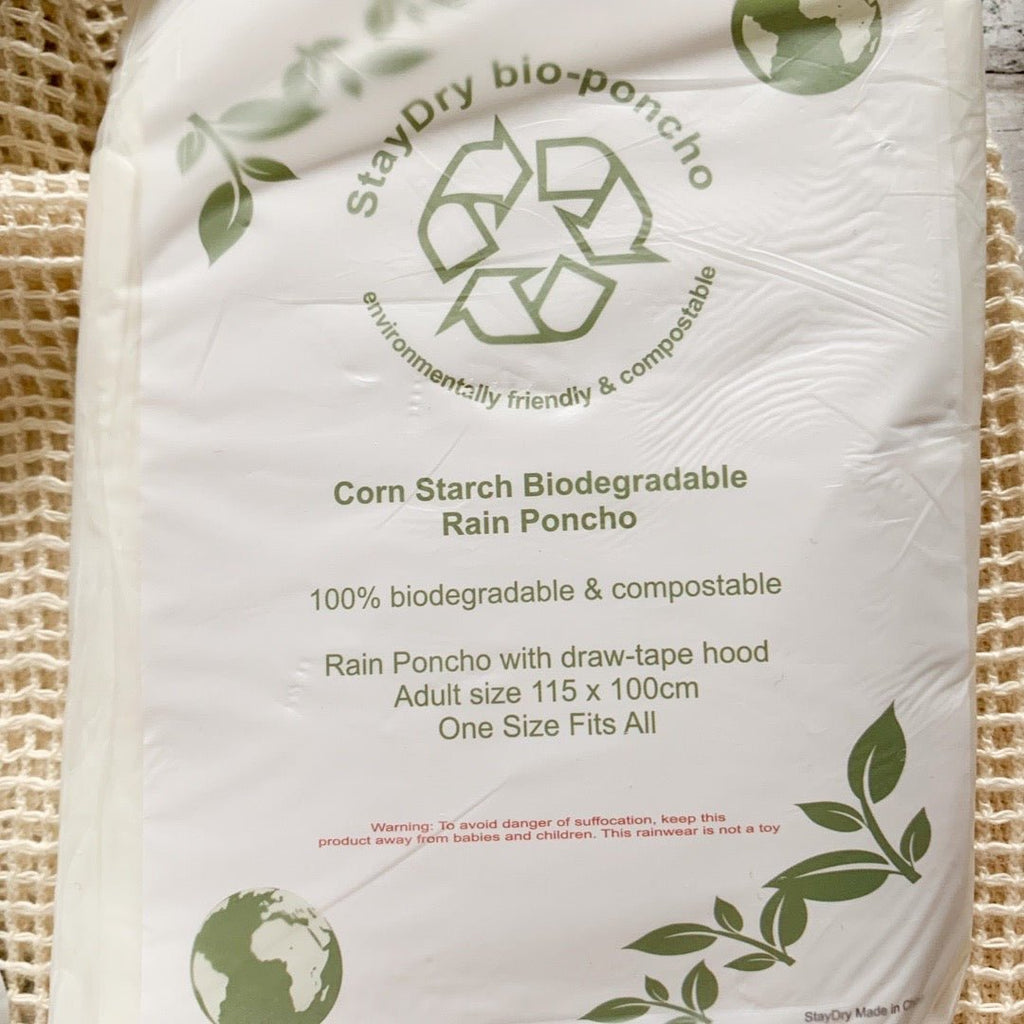 StayDry bio-poncho
environmentally friendly & compostable
Corn Starch Biodegradable
Rain Poncho
100% biodegradable & compostable
Rain Poncho with draw-tape hood
Adult size 115 x 100cm
One Size Fits All
Warning: To avoid danger of suffocation, keep this
product away from babies and children. This rainwear is not a toy
StayDry Made in